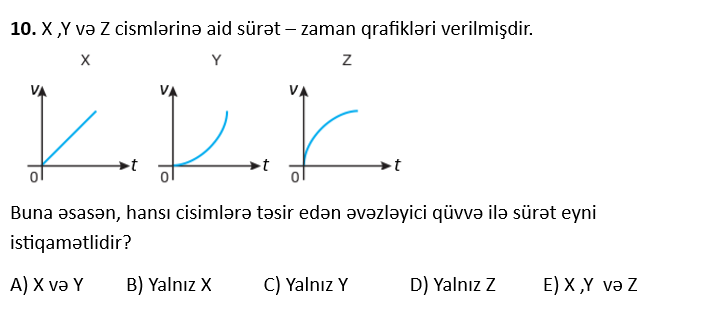 10. X ,Y və Z cismlərinə aid sürət – zaman qrafikləri verilmişdir.
X Y Z
V V V
t t t
0 0 0
Buna əsasən, hansı cisimlərə təsir edən əvəzləyici qüvvə ilə sürət eyni
istiqamətlidir?
A) X və Y B) Yalnız X C) Yalnız Y D) Yalnız Z E) X ,Y və Z